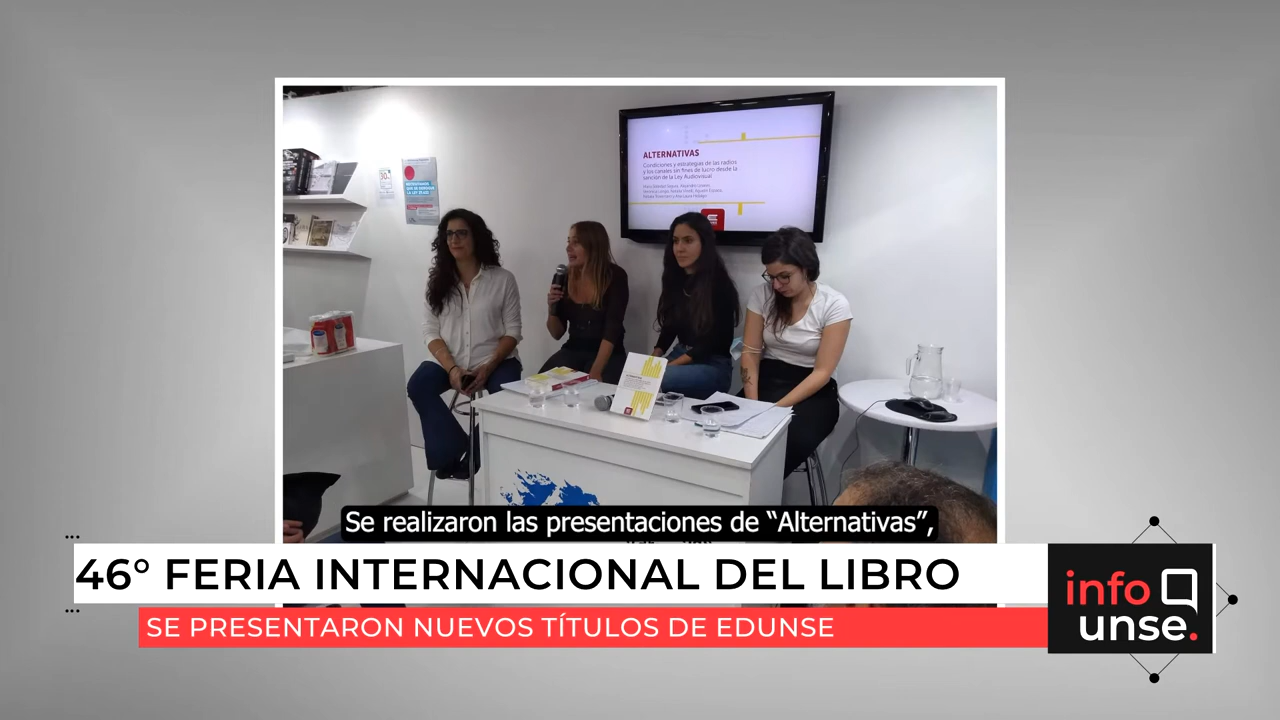 ALTERNATIVAS
Condiciones y estrategias de las radios
y los canales sin fines de lucro desde la
sanción de la Ley Audiovisual
Se realizaron las presentaciones de “Alternativas”,
46° FERIA INTERNACIONAL DEL LIBRO
SE PRESENTARON NUEVOS TÍTULOS DE EDUNSE
info
unse.